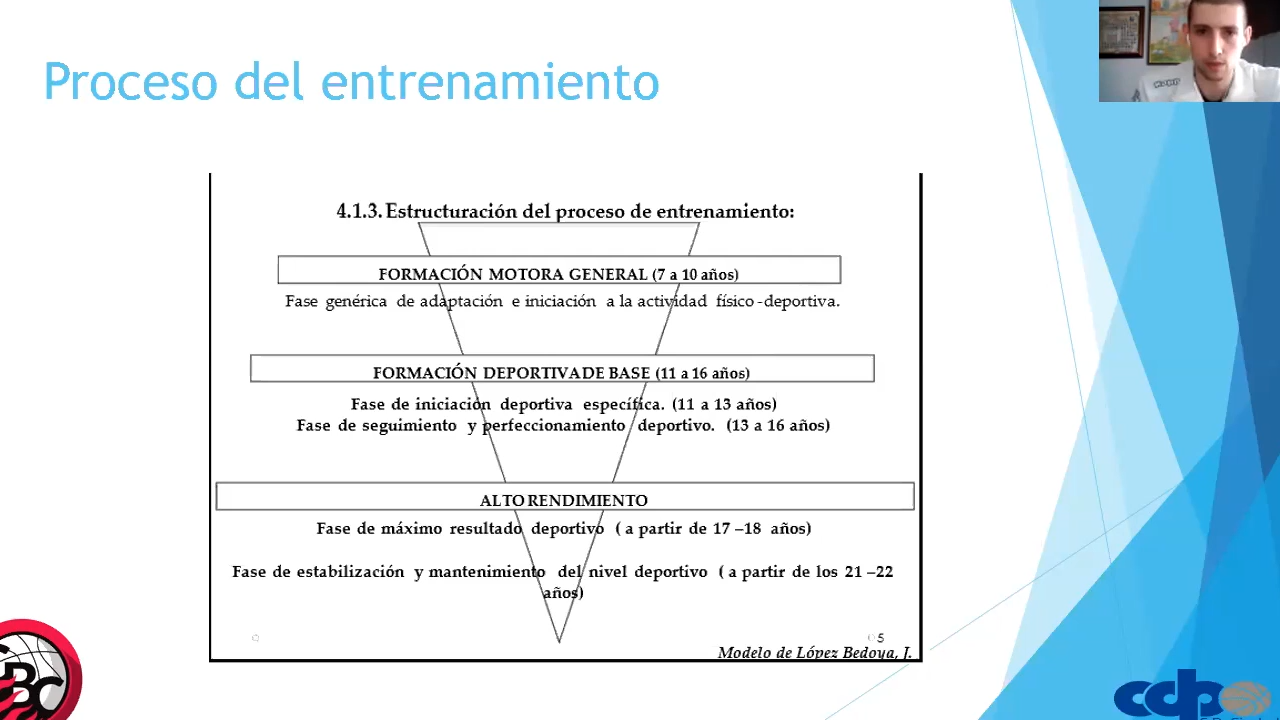 Proceso del entrenamiento
4.1.3. Estructuración del proceso de entrenamiento:
FORMACIÓN MOTORA GENERAL (7 a 10 años)
Fase genérica de adaptación e iniciación a la actividad físico-deportiva.
FORMACIÓN DEPORTIVA DE BASE (11 a 16 años)
Fase de iniciación deportiva específica. (11 a 13 años)
Fase de seguimiento y perfeccionamiento deportivo. (13 a 16 años)
ALTO RENDIMIENTO
Fase de máximo resultado deportivo ( a partir de 17 –18 años)
Fase de estabilización y mantenimiento del nivel deportivo ( a partir de los 21 –22
años)
5
Modelo de López Bedoya, J.
cdp